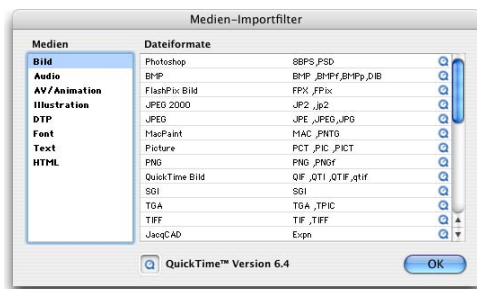 Medien-Importfilter
Medien
Dateiformate
Bild
Audio
AV/Animation
Illustration
DTP
Font
Text
HTML
Photoshop 8BPS,PSD
BMP BMP ,BMPf,BMPp,DIB
FlashPix Bild FPX ,FPix
JPEG 2000 JP2 ,jp2
JPEG JPE ,JPEG,JPG
MacPaint MAC ,PNTG
Picture PCT ,PIC ,PICT
PNG PNG ,PNGf
QuickTime Bild QIF ,QTI ,QTIF,qtif
SGI SGI
TGA TGA ,TPIC
TIFF TIF ,TIFF
JacqCAD Expn
QuickTime™ Version 6.4
OK